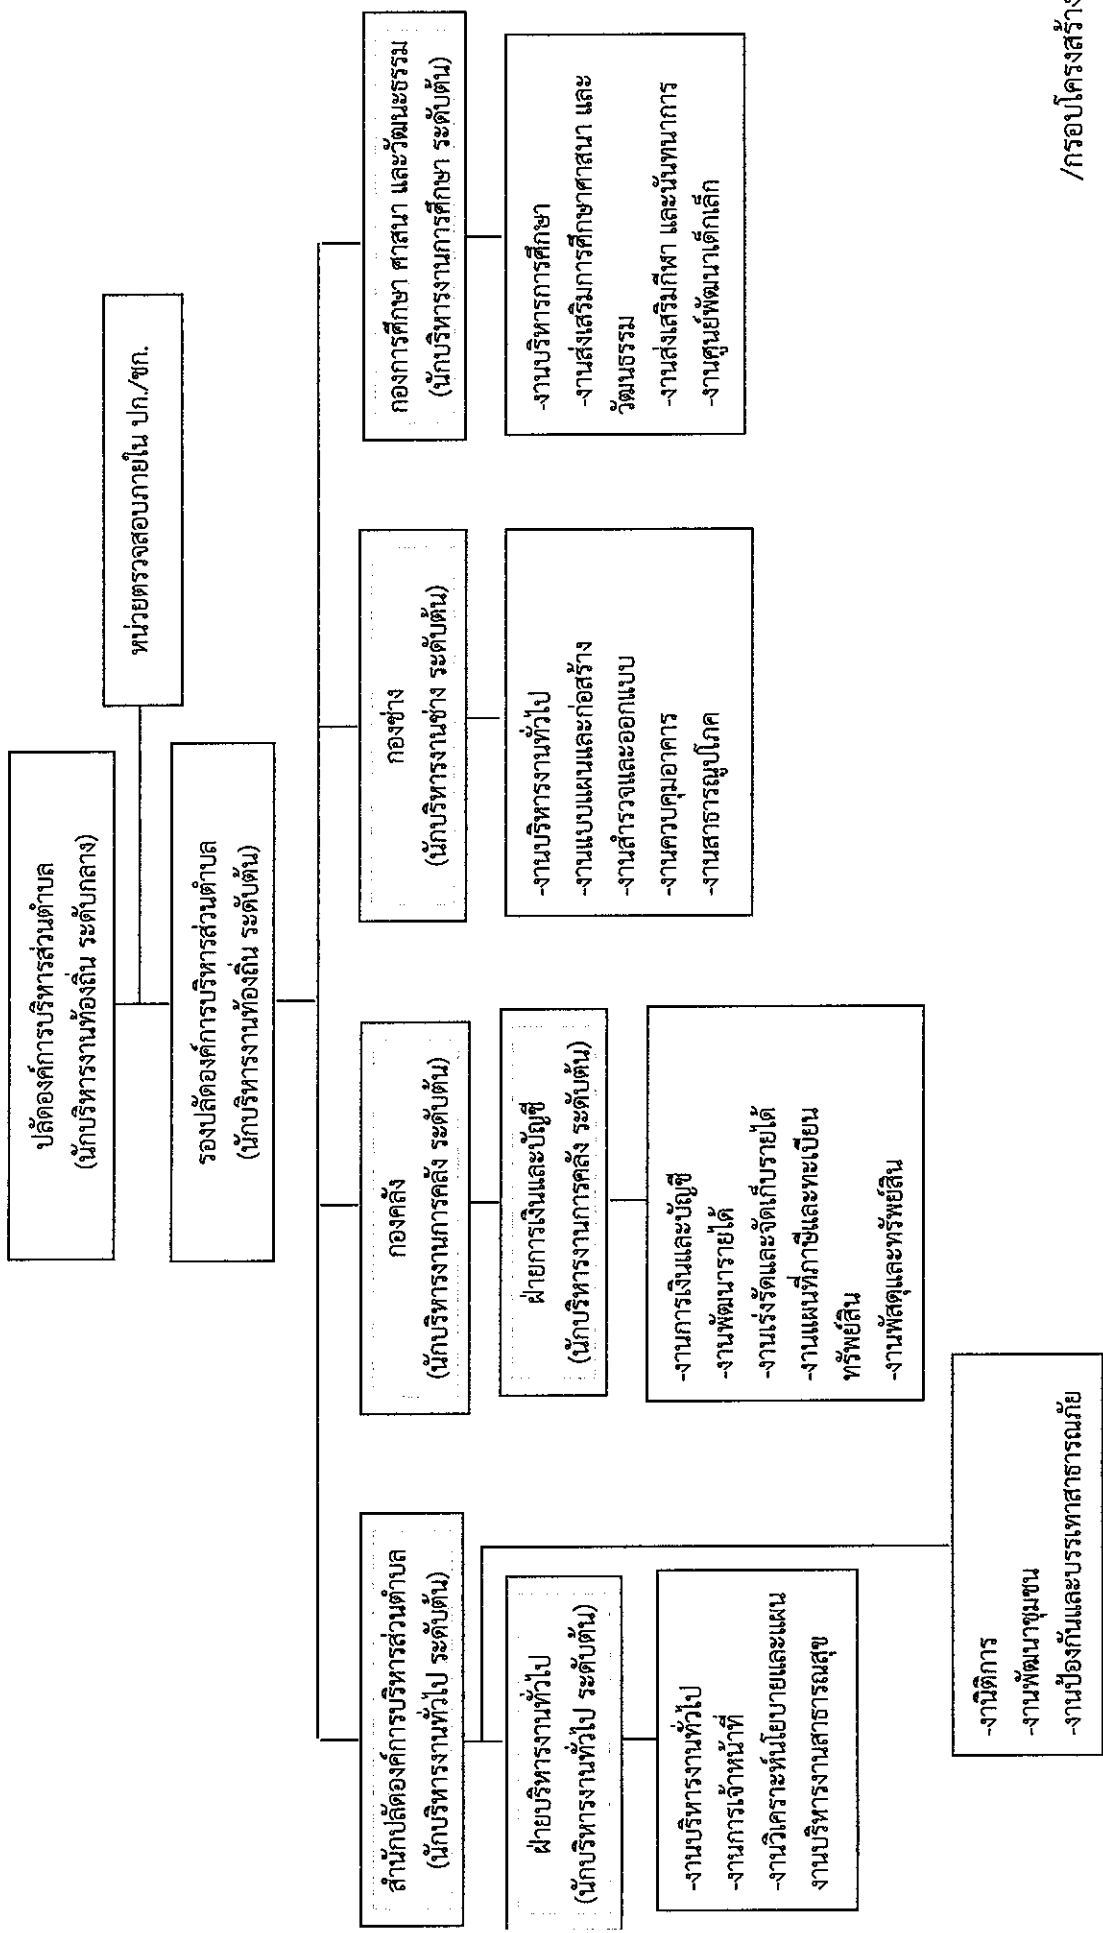 ปลัดองค์การบริหารส่วนตำบล
(นักบริหารงานท้องถิ่น ระดับกลาง)
หน่วยตรวจสอบภายใน ปก./ชก.
รองปลัดองค์การบริหารส่วนตำบล
(นักบริหารงานท้องถิ่น ระดับต้น)
สำนักปลัดองค์การบริหารส่วนตำบล
(นักบริหารงานทั่วไป ระดับต้น)
ฝ่ายบริหารงานทั่วไป
(นักบริหารงานทั่วไป ระดับต้น)
-งานบริหารงานทั่วไป
-งานการเจ้าหน้าที่
-งานวิเคราะห์นโยบายและแผน
งานบริหารงานสาธารณสุข
-งานิติการ
-งานพัฒนาชุมชน
-งานป้องกันและบรรเทาสาธารณภัย
กองคลัง
(นักบริหารงานการคลัง ระดับต้น)
ฝ่ายการเงินและบัญชี
(นักบริหารงานการคลัง ระดับต้น)
-งานการเงินและบัญชี
-งานพัฒนารายได้
-งานเร่งรัดและจัดเก็บรายได้
-งานแผนที่ภาษีและทะเบียน
ทรัพย์สิน
-งานพัสดุและทรัพย์สิน
กองช่าง
(นักบริหารงานช่าง ระดับต้น)
-งานบริหารงานทั่วไป
-งานแบบแผนและก่อสร้าง
-งานสำรวจและออกแบบ
-งานควบคุมอาคาร
-งานสาธารณูปโภค
กองการศึกษา ศาสนา และวัฒนะธรรม
(นักบริหารงานการศึกษา ระดับต้น)
-งานบริหารการศึกษา
-งานส่งเสริมการศึกษาศาสนา และ
วัฒนธรรม
-งานส่งเสริมกีฬา และนันทนาการ
-งานศูนย์พัฒนาเด็กเล็ก
/กรอบโครงสร้าง